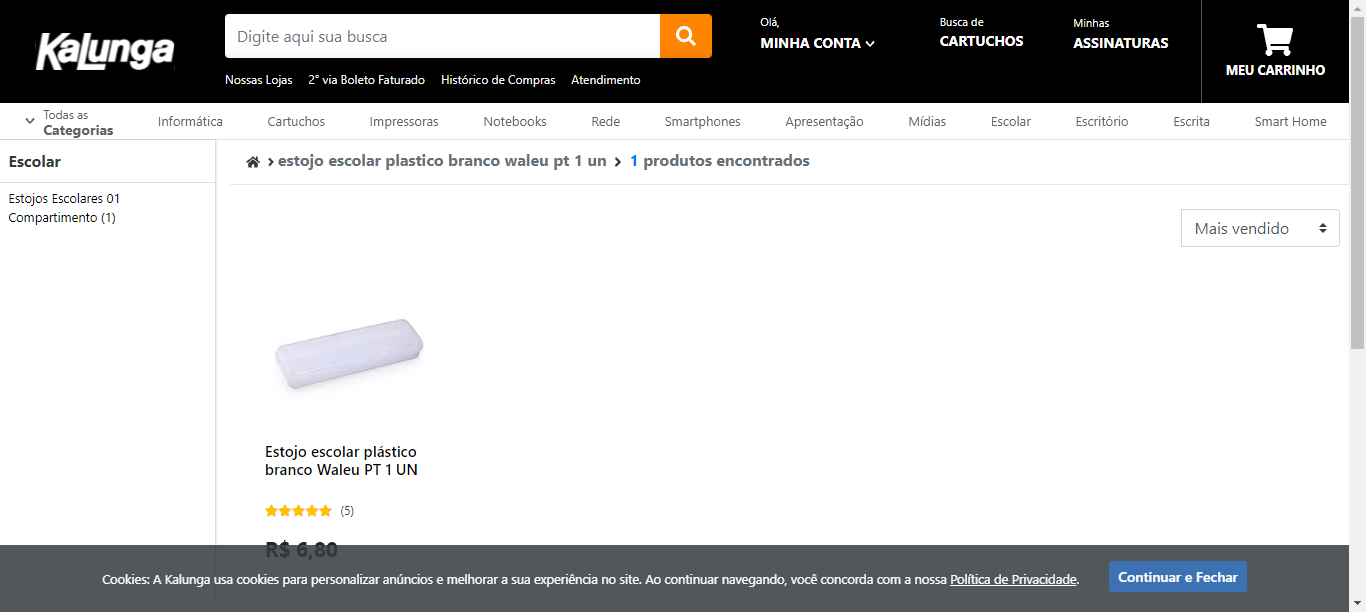 Kalunga
Digite aqui sua busca
Nossas Lojas 2° via Boleto Faturado Histórico de Compras Atendimento
Olá,
MINHA CONTA
Busca de
CARTUCHOS
Minhas
ASSINATURAS
MEU CARRINHO
Todas as
Categorias
Informática Cartuchos Impressoras Notebooks Rede Smartphones Apresentação Mídias Escolar Escritório Escrita Smart Home
Escolar
Estojos Escolares 01
Compartimento (1)
estojo escolar plastico branco waleu pt 1 un 1 produtos encontrados
Mais vendido
Estojo escolar plástico
branco Waleu PT 1 UN
(5)
R$ 6,80
Cookies: A Kalunga usa cookies para personalizar anúncios e melhorar a sua experiência no site. Ao continuar navegando, você concorda com a nossa Política de Privacidade.
Continuar e Fechar